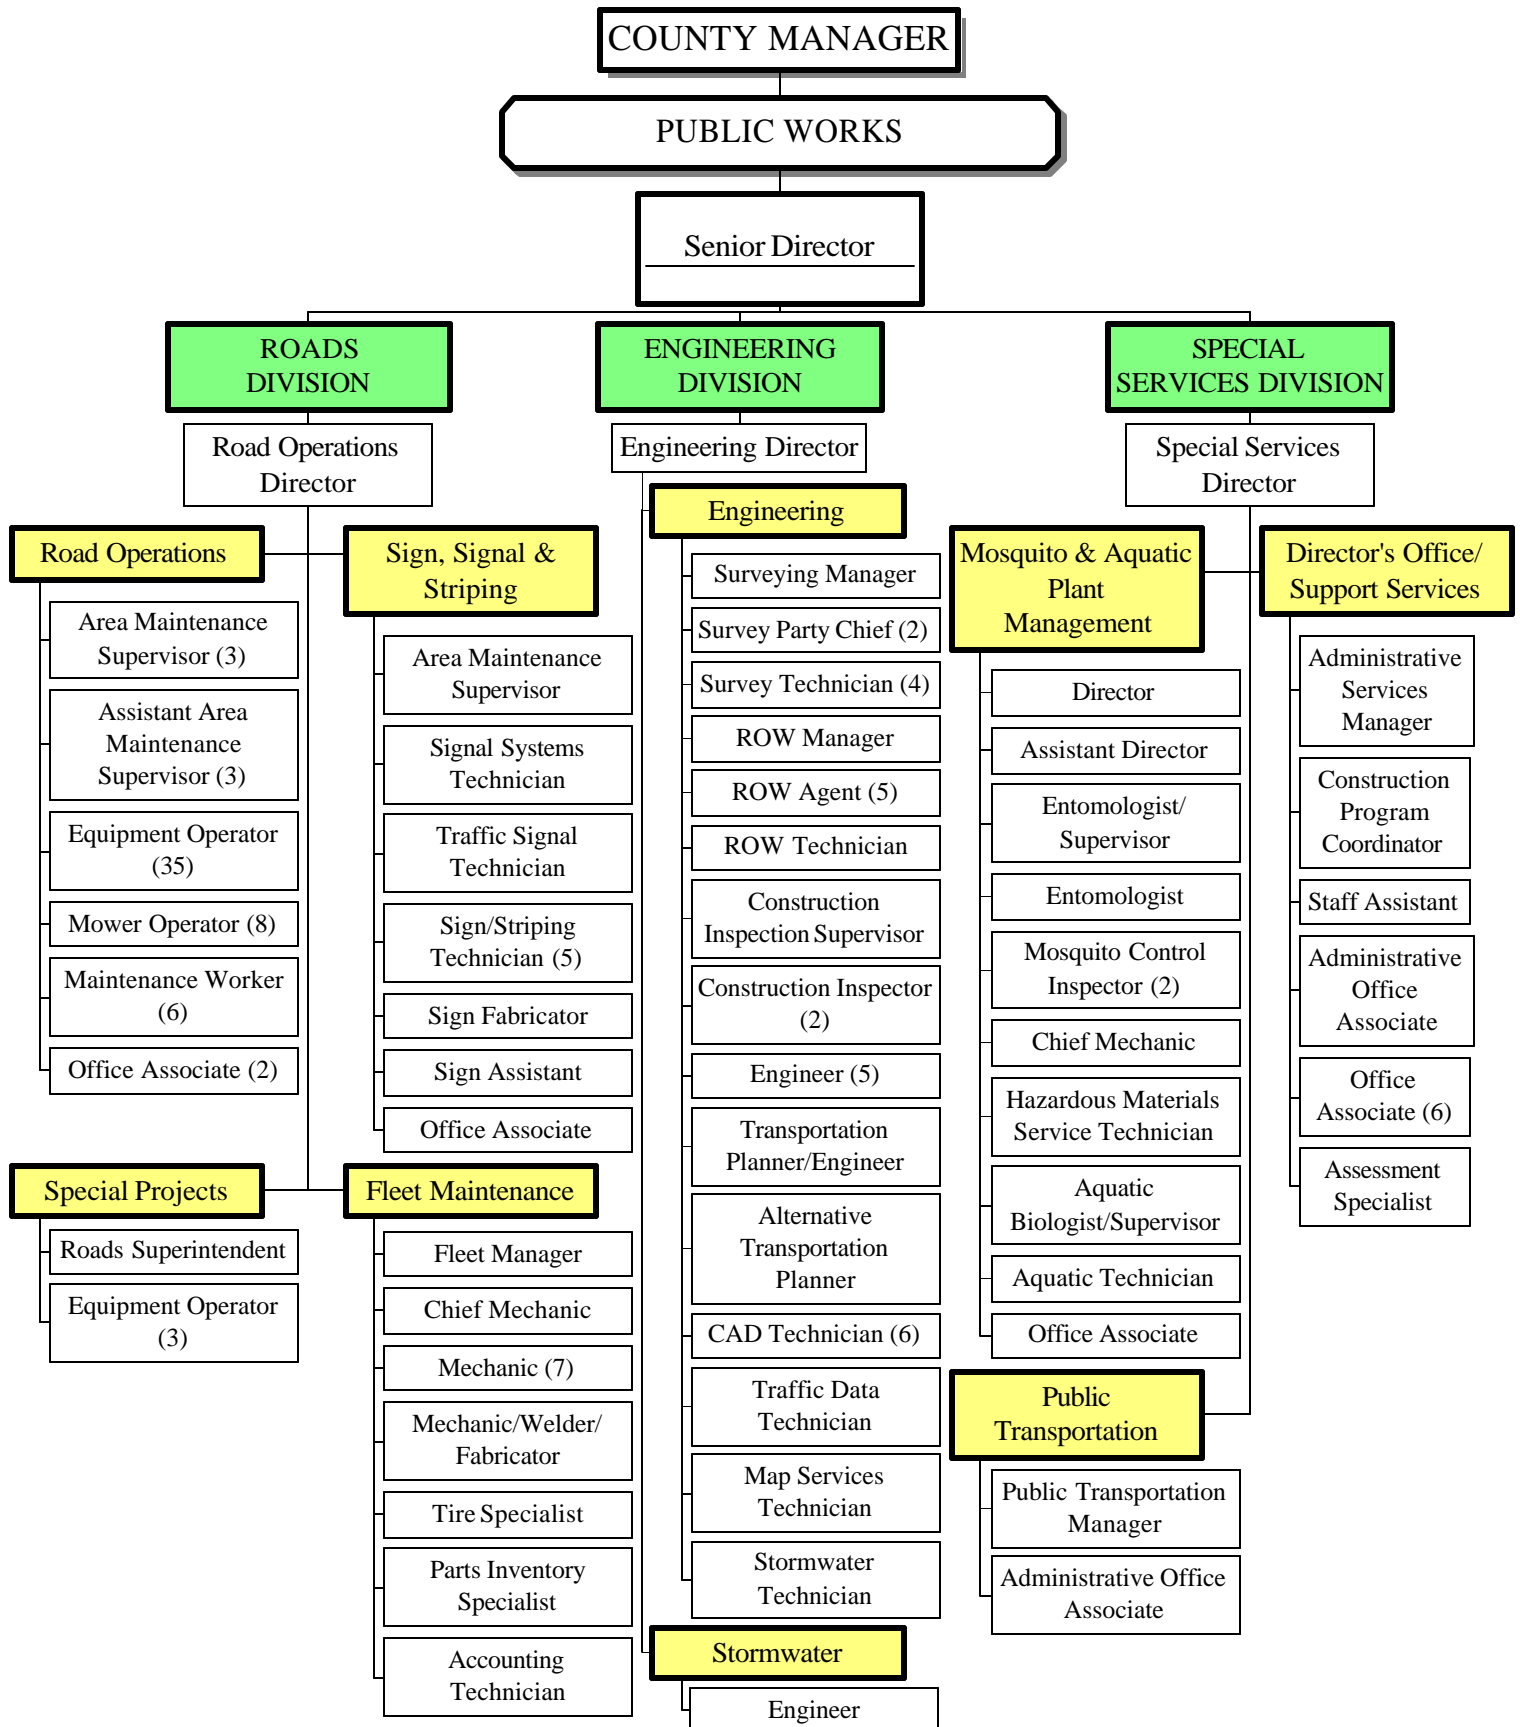 COUNTY MANAGER
PUBLIC WORKS
Senior Director
ROADS
DIVISION
Road Operations
Director
Road Operations
Area Maintenance
Supervisor (3)
Assistant Area
Maintenance
Supervisor (3)
Equipment Operator
(35)
Mower Operator (8)
Maintenance Worker
(6)
Office Associate (2)
Sign, Signal &
Striping
Area Maintenance
Supervisor
Signal Systems
Technician
Traffic Signal
Technician
Sign/Striping
Technician (5)
Sign Fabricator
Sign Assistant
Office Associate
Special Projects
Roads Superintendent
Equipment Operator
(3)
Fleet Maintenance
Fleet Manager
Chief Mechanic
Mechanic (7)
Mechanic/Welder/
Fabricator
Tire Specialist
Parts Inventory
Specialist
Accounting
Technician
ENGINEERING
DIVISION
Engineering Director
Engineering
Surveying Manager
Survey Party Chief (2)
Survey Technician (4)
ROW Manager
ROW Agent (5)
ROW Technician
Construction
Inspection Supervisor
Construction Inspector
(2)
Engineer (5)
Transportation
Planner/Engineer
Alternative
Transportation
Planner
CAD Technician (6)
Traffic Data
Technician
Map Services
Technician
Stormwater
Technician
Stormwater
Engineer
SPECIAL
SERVICES DIVISION
Special Services
Director
Mosquito & Aquatic
Plant
Management
Director
Assistant Director
Entomologist/
Supervisor
Entomologist
Mosquito Control
Inspector (2)
Chief Mechanic
Hazardous Materials
Service Technician
Aquatic
Biologist/Supervisor
Aquatic Technician
Office Associate
Director's Office/
Support Services
Administrative
Services
Manager
Construction
Program
Coordinator
Staff Assistant
Administrative
Office
Associate
Office
Associate (6)
Assessment
Specialist
Public
Transportation
Public Transportation
Manager
Administrative Office
Associate